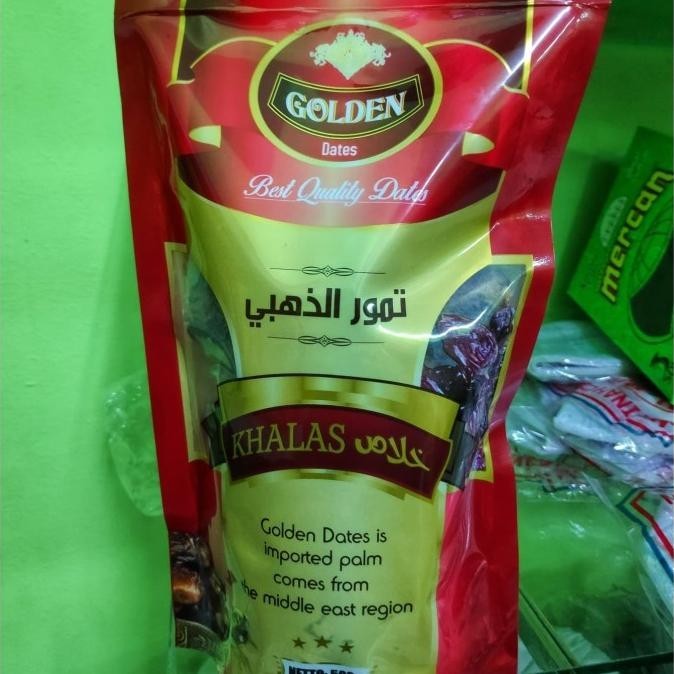 GOLDEN
Dates
Best Quality Dates
تمور الذهبي
KHALAS خلاص
Golden Dates is
imported palm
comes from
the middle east region
mercan